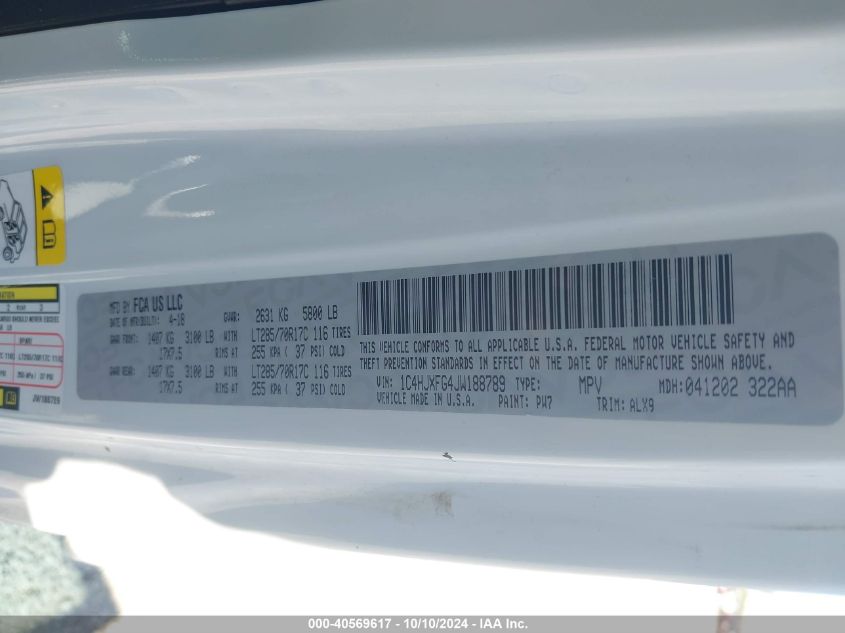 MFD BY FCA US LLC
DATE OF MFR: 4-18 GVWR: 2631 KG 5800 LB
GAWR FRONT: 1407 KG 3100 LB WITH LT285/70R17C 116 TIRES
17X7.5 RIMS AT 255 KPA ( 37 PSI) COLD
GAWR REAR: 1407 KG 3100 LB WITH LT285/70R17C 116 TIRES
17X7.5 RIMS AT 255 KPA ( 37 PSI) COLD
THIS VEHICLE CONFORMS TO ALL APPLICABLE U.S.A. FEDERAL MOTOR VEHICLE SAFETY AND
THEFT PREVENTION STANDARDS IN EFFECT ON THE DATE OF MANUFACTURE SHOWN ABOVE.
VIN: 1C4HJXFG4JW188789 TYPE: MPV MDH: 041202 322AA
VEHICLE MADE IN U.S.A. PAINT: PW7 TRIM: ALX9
JW188789
000-40569617 - 10/10/2024 - IAA Inc.